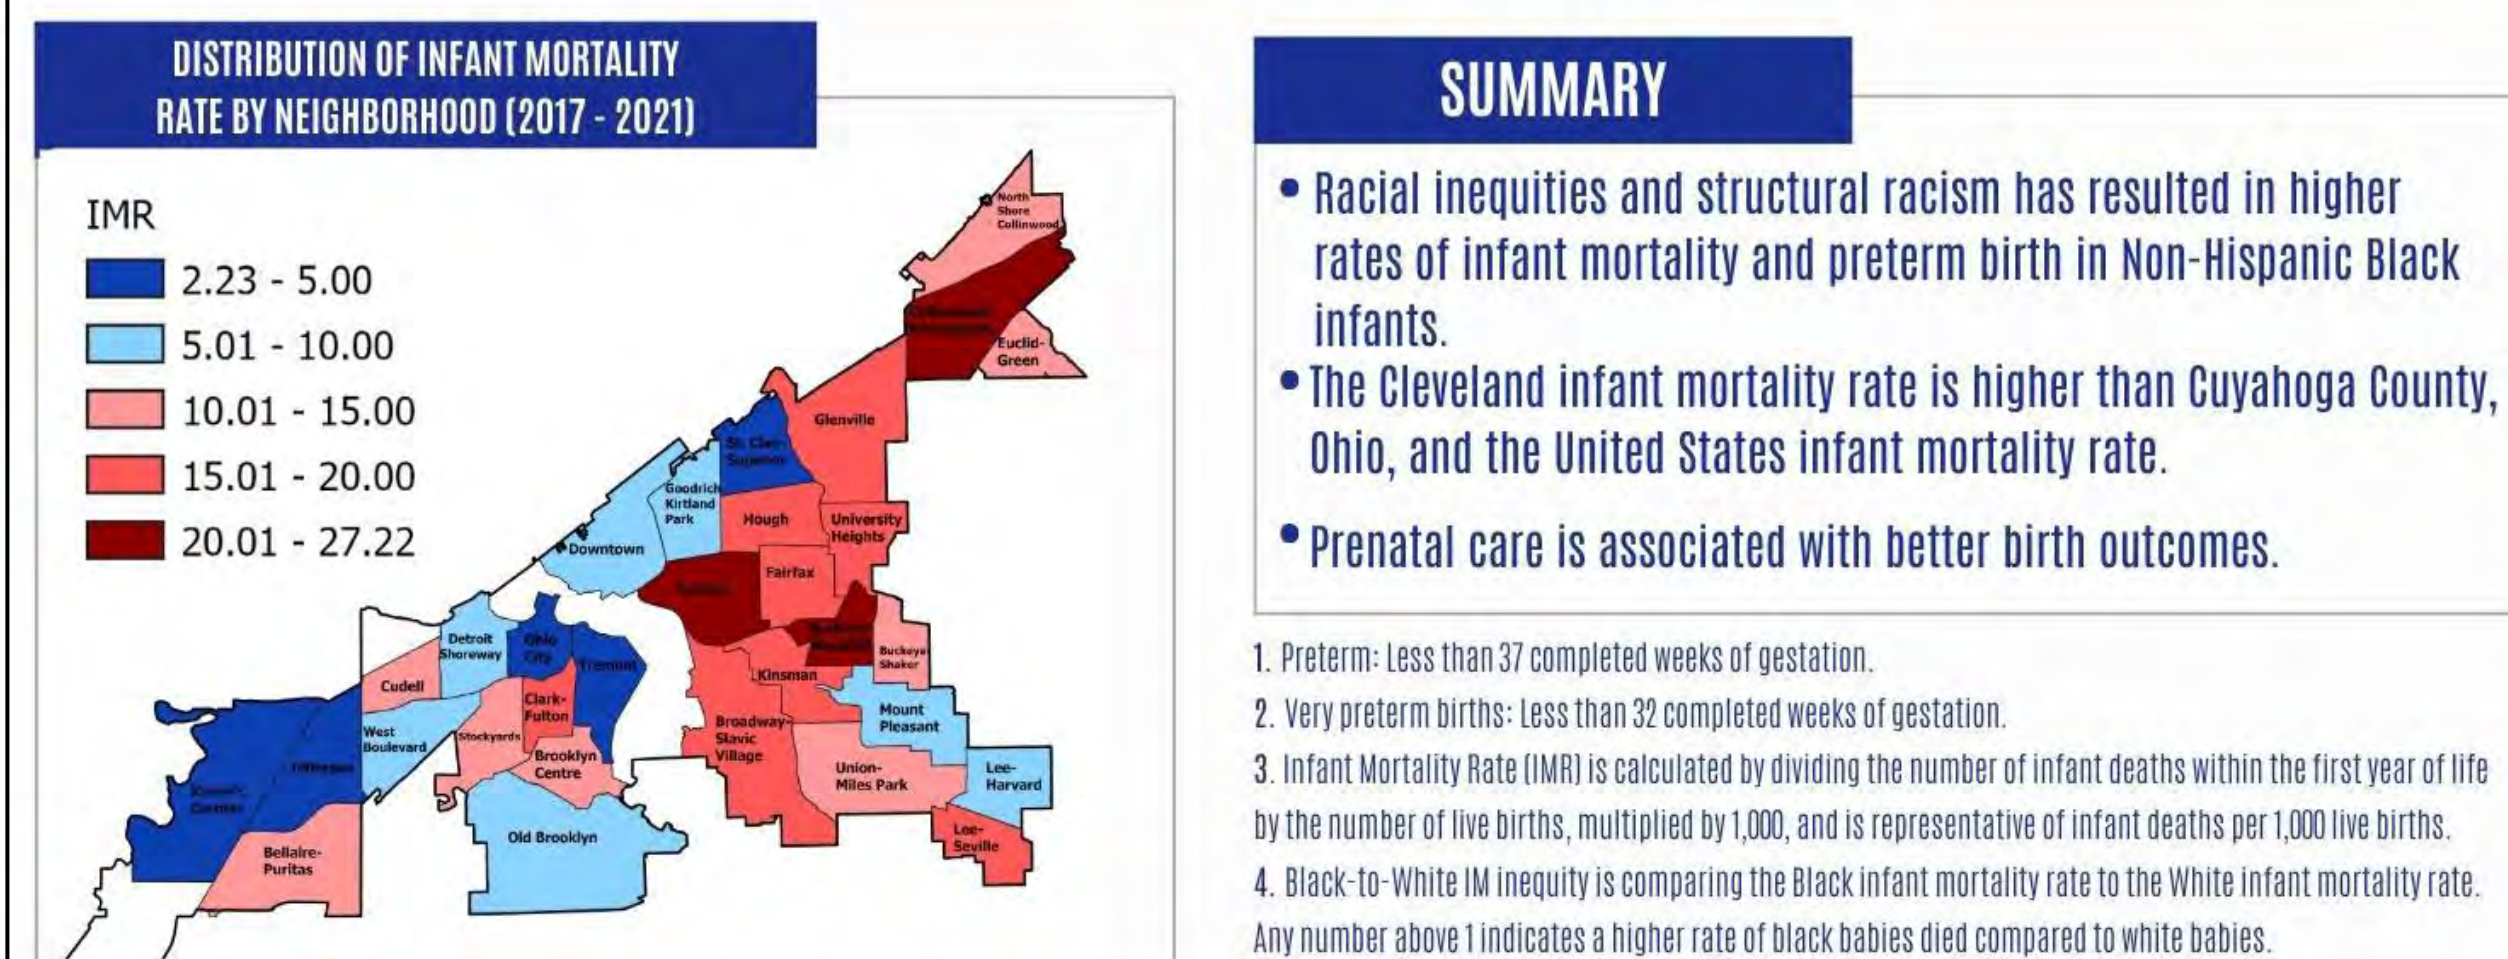 DISTRIBUTION OF INFANT MORTALITY
RATE BY NEIGHBORHOOD (2017 - 2021)
IMR
2.23 - 5.00
5.01 - 10.00
10.01 - 15.00
15.01 - 20.00
20.01 - 27.22
North
Shore
Collinwood
Euclid-
Green
Glenville
St. Clair-
Superior
Goodrich
Kirtland
Park
Hough
University
Heights
Downtown
Fairfax
Detroit
Shoreway
Ohio
City
Tremont
Buckeye
Shaker
Kinsman
Cudell
Clark-
Fulton
Mount
Pleasant
West
Boulevard
Stockyards
Broadway-
Slavic
Village
Brooklyn
Centre
Jefferson
Union-
Miles Park
Lee-
Harvard
Old Brooklyn
Lee-
Seville
Bellaire-
Puritas
SUMMARY
• Racial inequities and structural racism has resulted in higher
rates of infant mortality and preterm birth in Non-Hispanic Black
infants.
• The Cleveland infant mortality rate is higher than Cuyahoga County,
Ohio, and the United States infant mortality rate.
• Prenatal care is associated with better birth outcomes.
1. Preterm: Less than 37 completed weeks of gestation.
2. Very preterm births: Less than 32 completed weeks of gestation.
3. Infant Mortality Rate (IMR) is calculated by dividing the number of infant deaths within the first year of life
by the number of live births, multiplied by 1,000, and is representative of infant deaths per 1,000 live births.
4. Black-to-White IM inequity is comparing the Black infant mortality rate to the White infant mortality rate.
Any number above 1 indicates a higher rate of black babies died compared to white babies.